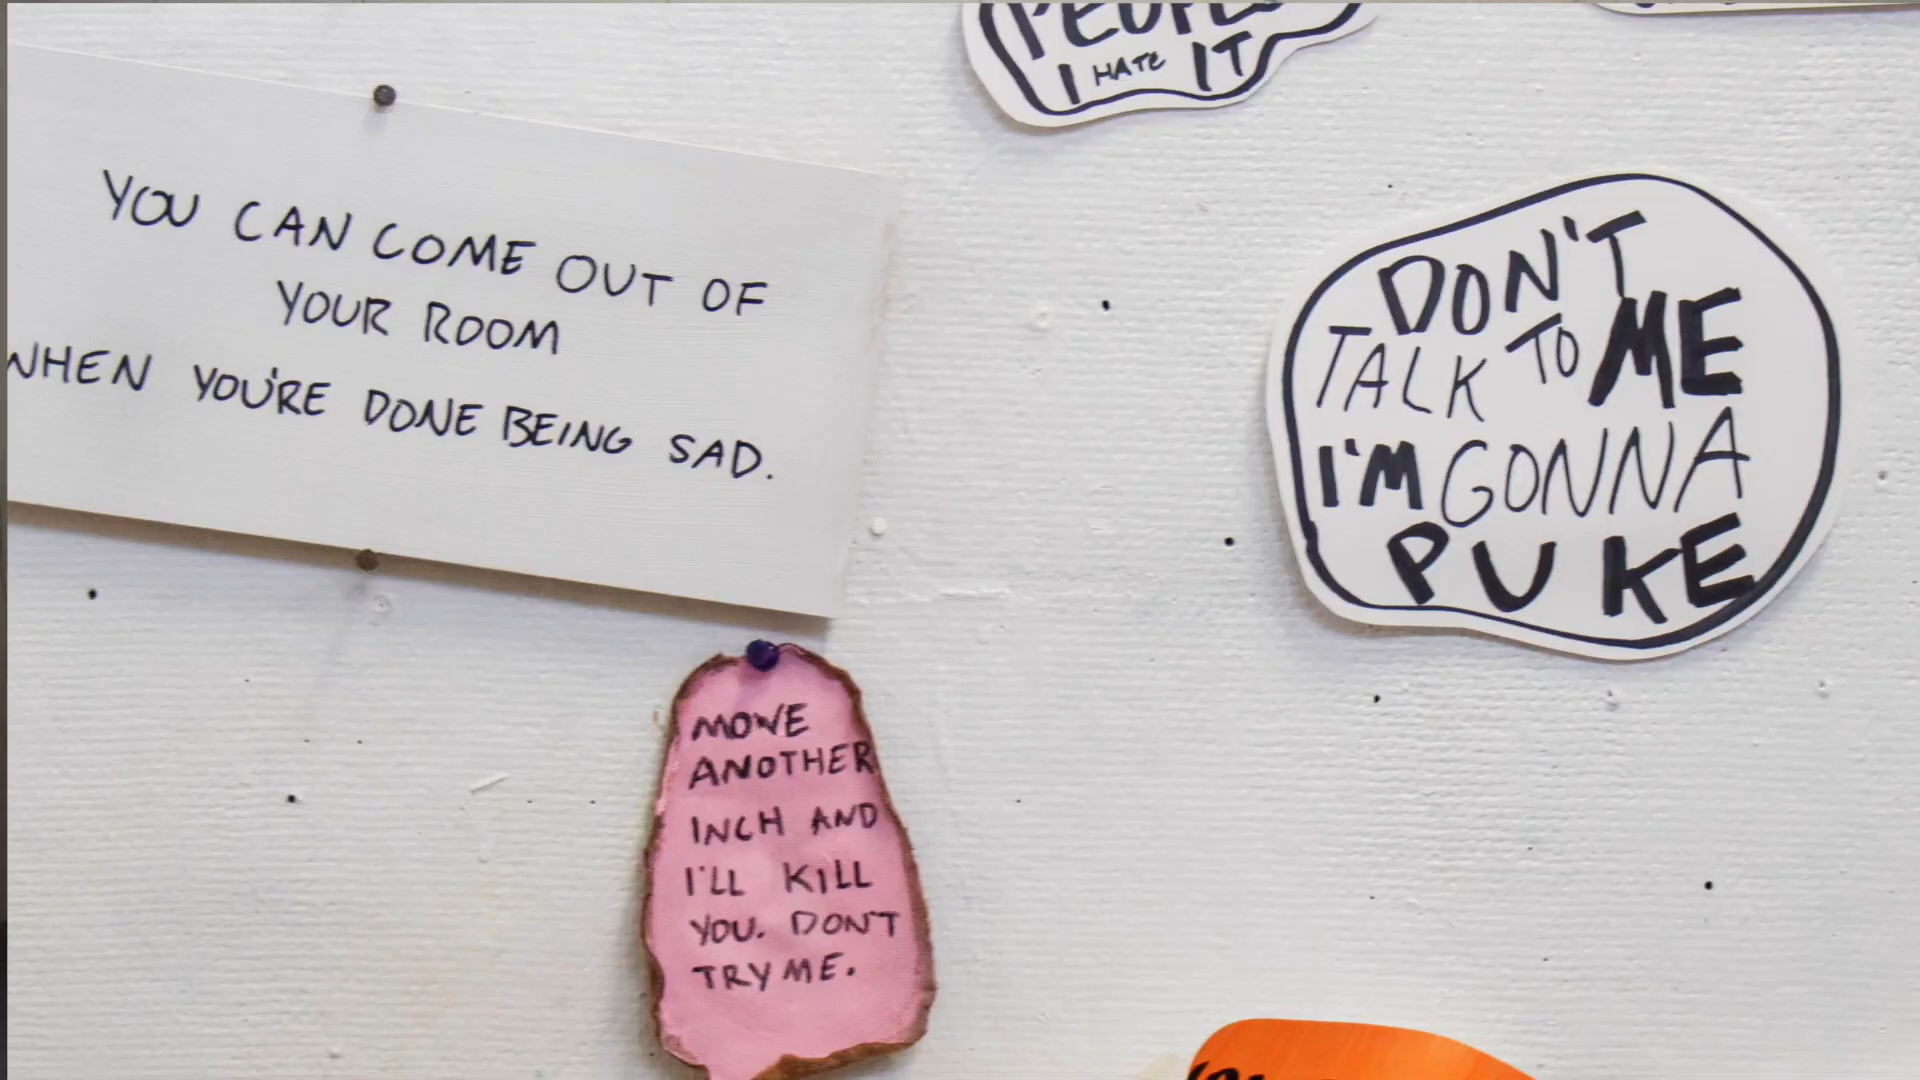 PEOPLE
I HATE IT
YOU CAN COME OUT OF
YOUR ROOM
WHEN YOU'RE DONE BEING SAD.
DON'T
TALK TO ME
I'M GONNA
PUKE
MOVE
ANOTHER
INCH AND
I'LL KILL
YOU. DON'T
TRY ME.